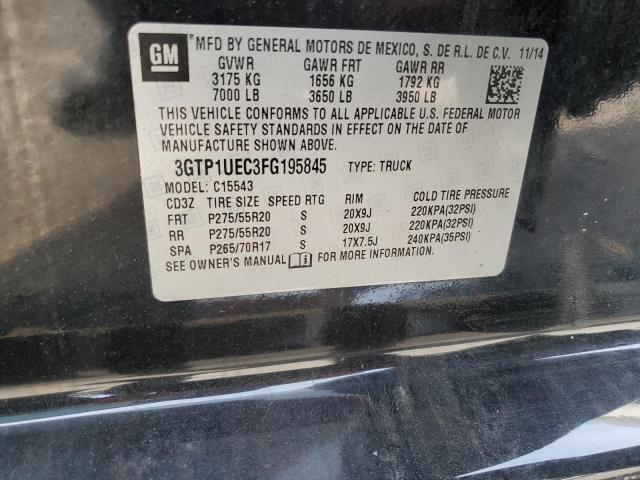 GM
MFD BY GENERAL MOTORS DE MEXICO, S. DE R.L. DE C.V. 11/14
GVWR GAWR FRT GAWR RR
3175 KG 1656 KG 1792 KG
7000 LB 3650 LB 3950 LB
THIS VEHICLE CONFORMS TO ALL APPLICABLE U.S. FEDERAL MOTOR
VEHICLE SAFETY STANDARDS IN EFFECT ON THE DATE OF
MANUFACTURE SHOWN ABOVE.
3GTP1UEC3FG195845 TYPE: TRUCK
MODEL: C15543
CD3Z TIRE SIZE SPEED RTG RIM COLD TIRE PRESSURE
FRT P275/55R20 S 20X9J 220KPA(32PSI)
RR P275/55R20 S 20X9J 220KPA(32PSI)
SPA P265/70R17 S 17X7.5J 240KPA(35PSI)
SEE OWNER'S MANUAL FOR MORE INFORMATION.